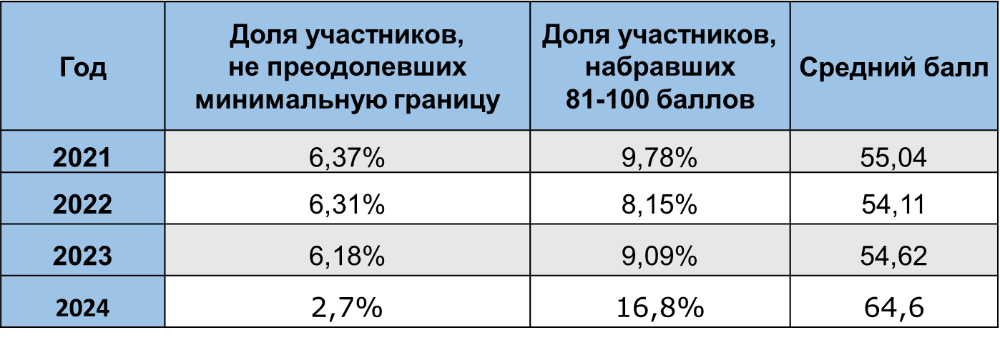 Год
Доля участников,
не преодолевших
минимальную границу
Доля участников,
набравших
81-100 баллов
Средний балл
2021 6,37% 9,78% 55,04
2022 6,31% 8,15% 54,11
2023 6,18% 9,09% 54,62
2024 2,7% 16,8% 64,6